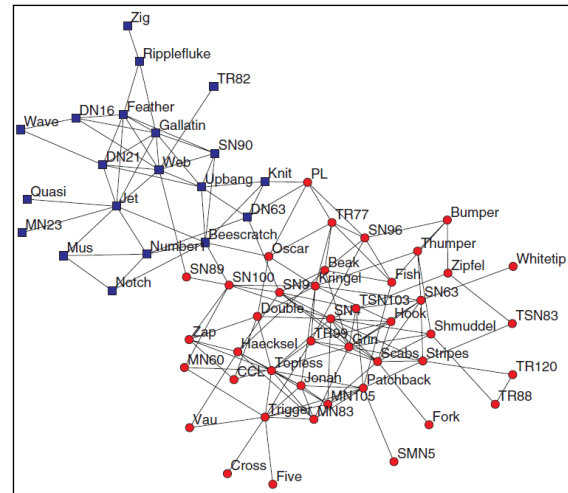 Zig
Ripplefluke
TR82
DN16
Feather
Wave
Gallatin
DN21
Web
SN90
Upbang
Knit
PL
Quasi
Jet
DN63
MN23
TR77
SN96
Bumper
Mus
Number1
Beescratch
Oscar
Thumper
Notch
SN89
SN100
Beak
Fish
Zipfel
Whitetip
SN9
Kringel
TSN103
SN63
Double
SN4
Hook
TSN83
Zap
TR99
Grin
Shmuddel
MN60
Haecksel
Scabs
Stripes
CCL
Topless
Jonah
Patchback
TR120
Trigger
MN105
MN83
TR88
Vau
Fork
Cross
Five
SMN5